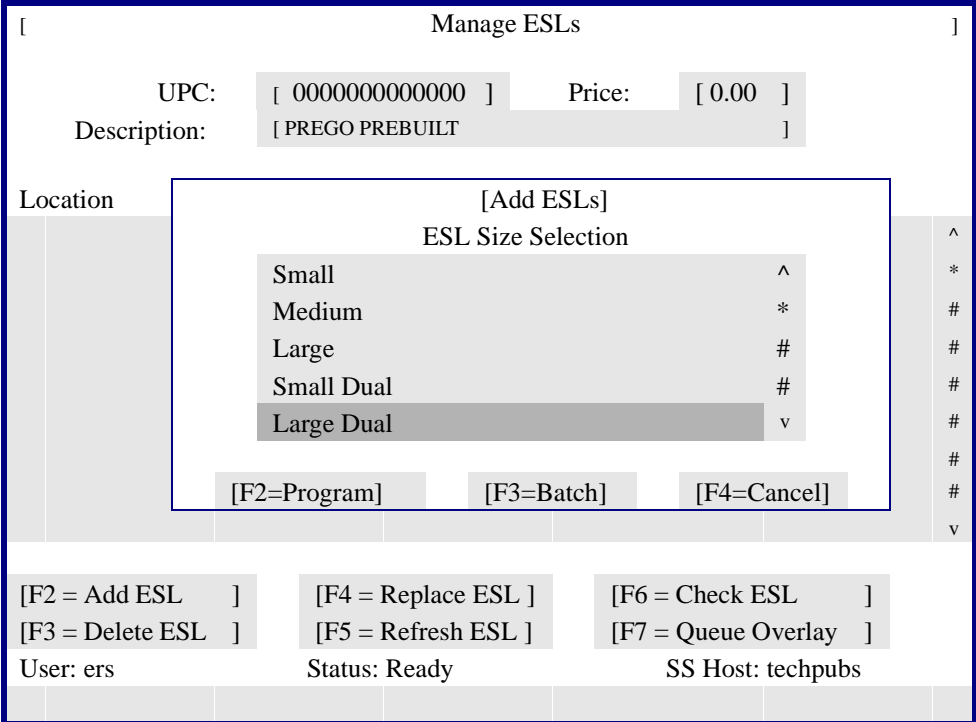 [ Manage ESLs ]
UPC: [ 0000000000000 ] Price: [ 0.00 ]
Description: [ PREGO PREBUILT ]
Location
[Add ESLs]
ESL Size Selection
^
Small ^ *
Medium * #
Large # #
Small Dual # #
Large Dual v #
#
[F2=Program] [F3=Batch] [F4=Cancel] #
v
[F2 = Add ESL ] [F4 = Replace ESL ] [F6 = Check ESL ]
[F3 = Delete ESL ] [F5 = Refresh ESL ] [F7 = Queue Overlay ]
User: ers Status: Ready SS Host: techpubs